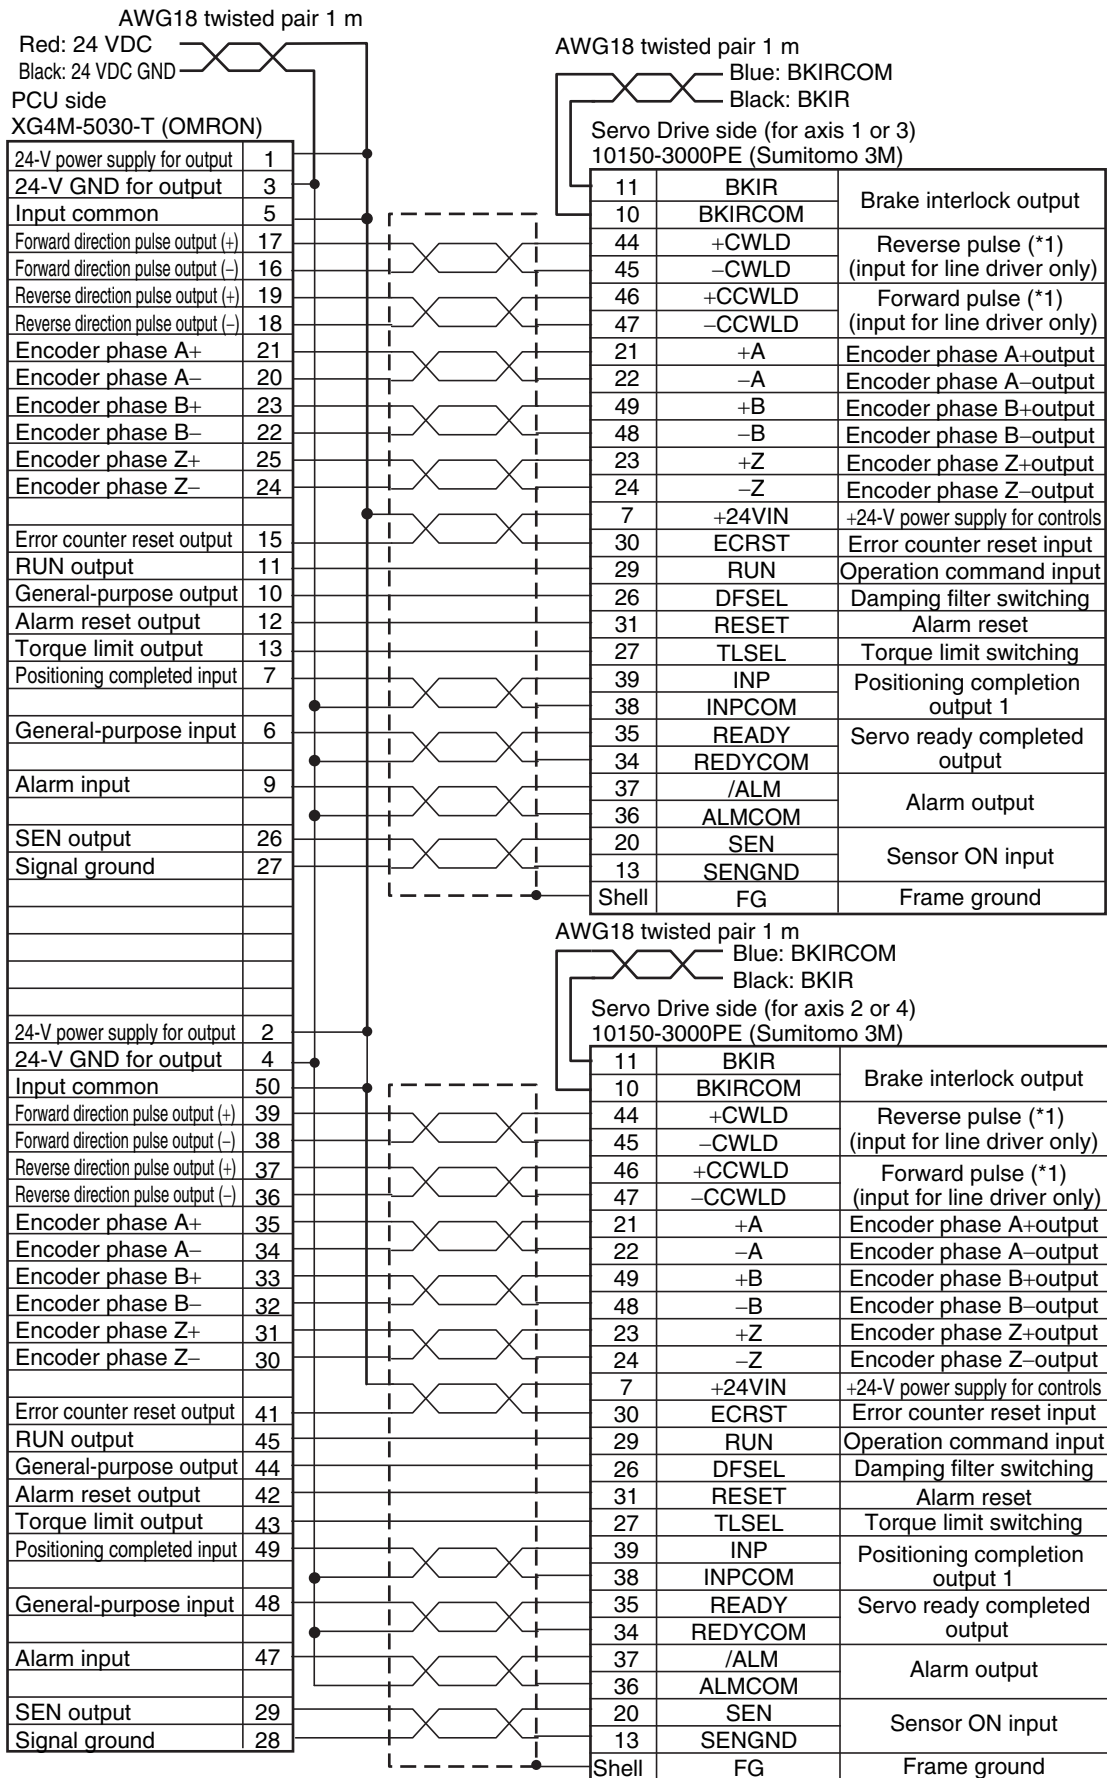 AWG18 twisted pair 1 m
Red: 24 VDC
Black: 24 VDC GND
PCU side
XG4M-5030-T (OMRON)
24-V power supply for output 1
24-V GND for output 3
Input common 5
Forward direction pulse output (+) 17
Forward direction pulse output (−) 16
Reverse direction pulse output (+) 19
Reverse direction pulse output (−) 18
Encoder phase A+ 21
Encoder phase A− 20
Encoder phase B+ 23
Encoder phase B− 22
Encoder phase Z+ 25
Encoder phase Z− 24
Error counter reset output 15
RUN output 11
General-purpose output 10
Alarm reset output 12
Torque limit output 13
Positioning completed input 7
General-purpose input 6
Alarm input 9
SEN output 26
Signal ground 27
24-V power supply for output 2
24-V GND for output 4
Input common 50
Forward direction pulse output (+) 39
Forward direction pulse output (−) 38
Reverse direction pulse output (+) 37
Reverse direction pulse output (−) 36
Encoder phase A+ 35
Encoder phase A− 34
Encoder phase B+ 33
Encoder phase B− 32
Encoder phase Z+ 31
Encoder phase Z− 30
Error counter reset output 41
RUN output 45
General-purpose output 44
Alarm reset output 42
Torque limit output 43
Positioning completed input 49
General-purpose input 48
Alarm input 47
SEN output 29
Signal ground 28
AWG18 twisted pair 1 m
Blue: BKIRCOM
Black: BKIR
Servo Drive side (for axis 1 or 3)
10150-3000PE (Sumitomo 3M)
11 BKIR
Brake interlock output
10 BKIRCOM
44 +CWLD Reverse pulse (*1)
45 −CWLD (input for line driver only)
46 +CCWLD Forward pulse (*1)
47 −CCWLD (input for line driver only)
21 +A Encoder phase A+output
22 −A Encoder phase A−output
49 +B Encoder phase B+output
48 −B Encoder phase B−output
23 +Z Encoder phase Z+output
24 −Z Encoder phase Z−output
7 +24VIN +24-V power supply for controls
30 ECRST Error counter reset input
29 RUN Operation command input
26 DFSEL Damping filter switching
31 RESET Alarm reset
27 TLSEL Torque limit switching
39 INP Positioning completion
38 INPCOM output 1
35 READY Servo ready completed
34 REDYCOM output
37 /ALM
Alarm output
36 ALMCOM
20 SEN
Sensor ON input
13 SENGND
Shell FG Frame ground
AWG18 twisted pair 1 m
Blue: BKIRCOM
Black: BKIR
Servo Drive side (for axis 2 or 4)
10150-3000PE (Sumitomo 3M)
11 BKIR
Brake interlock output
10 BKIRCOM
44 +CWLD Reverse pulse (*1)
45 −CWLD (input for line driver only)
46 +CCWLD Forward pulse (*1)
47 −CCWLD (input for line driver only)
21 +A Encoder phase A+output
22 −A Encoder phase A−output
49 +B Encoder phase B+output
48 −B Encoder phase B−output
23 +Z Encoder phase Z+output
24 −Z Encoder phase Z−output
7 +24VIN +24-V power supply for controls
30 ECRST Error counter reset input
29 RUN Operation command input
26 DFSEL Damping filter switching
31 RESET Alarm reset
27 TLSEL Torque limit switching
39 INP Positioning completion
38 INPCOM output 1
35 READY Servo ready completed
34 REDYCOM output
37 /ALM
Alarm output
36 ALMCOM
20 SEN
Sensor ON input
13 SENGND
Shell FG Frame ground